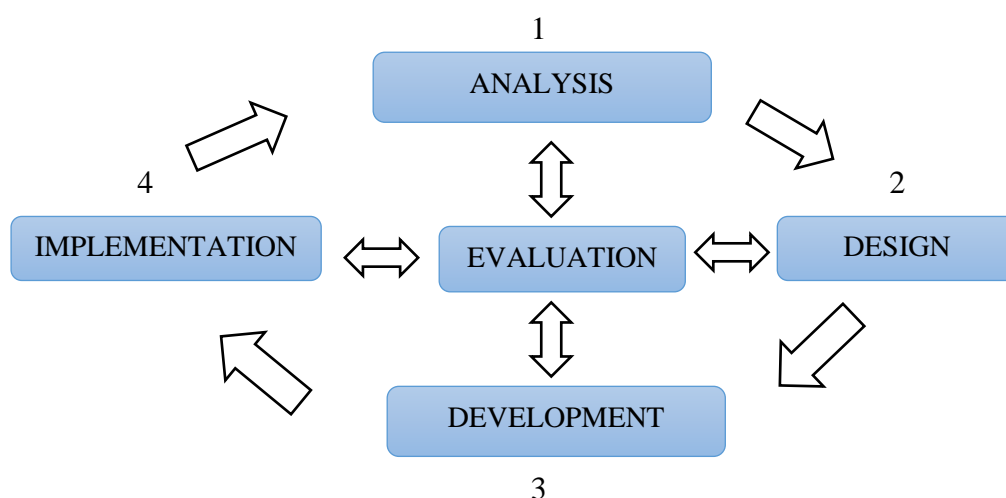 1
ANALYSIS
4
2
IMPLEMENTATION
EVALUATION
DESIGN
DEVELOPMENT
3